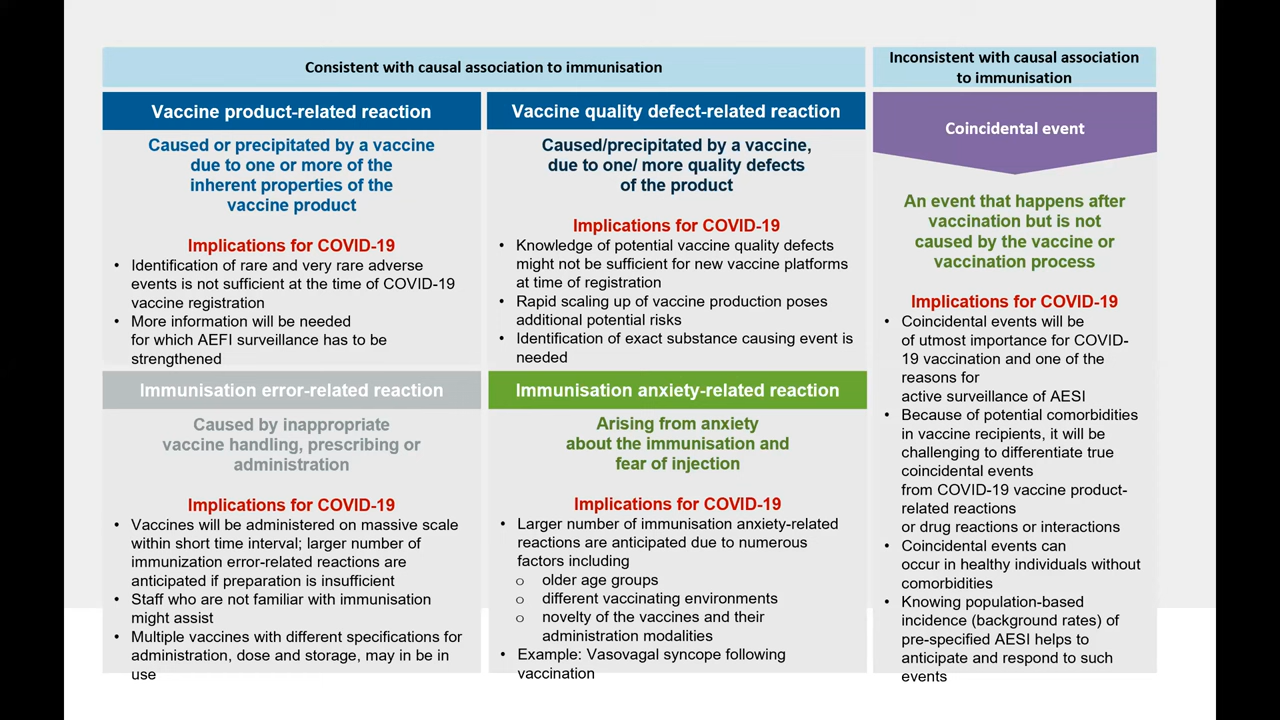 Consistent with causal association to immunisation
Inconsistent with causal association
to immunisation
Vaccine product-related reaction
Caused or precipitated by a vaccine
due to one or more of the
inherent properties of the
vaccine product
Implications for COVID-19
• Identification of rare and very rare adverse
events is not sufficient at the time of COVID-19
vaccine registration
• More information will be needed
for which AEFI surveillance has to be
strengthened
Vaccine quality defect-related reaction
Caused/precipitated by a vaccine,
due to one/ more quality defects
of the product
Implications for COVID-19
• Knowledge of potential vaccine quality defects
might not be sufficient for new vaccine platforms
at time of registration
• Rapid scaling up of vaccine production poses
additional potential risks
• Identification of exact substance causing event is
needed
Immunisation error-related reaction
Caused by inappropriate
vaccine handling, prescribing or
administration
Implications for COVID-19
• Vaccines will be administered on massive scale
within short time interval; larger number of
immunization error-related reactions are
anticipated if preparation is insufficient
• Staff who are not familiar with immunisation
might assist
• Multiple vaccines with different specifications for
administration, dose and storage, may in be in
use
Immunisation anxiety-related reaction
Arising from anxiety
about the immunisation and
fear of injection
Implications for COVID-19
• Larger number of immunisation anxiety-related
reactions are anticipated due to numerous
factors including
o older age groups
o different vaccinating environments
o novelty of the vaccines and their
administration modalities
• Example: Vasovagal syncope following
vaccination
Coincidental event
An event that happens after
vaccination but is not
caused by the vaccine or
vaccination process
Implications for COVID-19
• Coincidental events will be
of utmost importance for COVID-
19 vaccination and one of the
reasons for
active surveillance of AESI
• Because of potential comorbidities
in vaccine recipients, it will be
challenging to differentiate true
coincidental events
from COVID-19 vaccine product-
related reactions
or drug reactions or interactions
• Coincidental events can
occur in healthy individuals without
comorbidities
• Knowing population-based
incidence (background rates) of
pre-specified AESI helps to
anticipate and respond to such
events